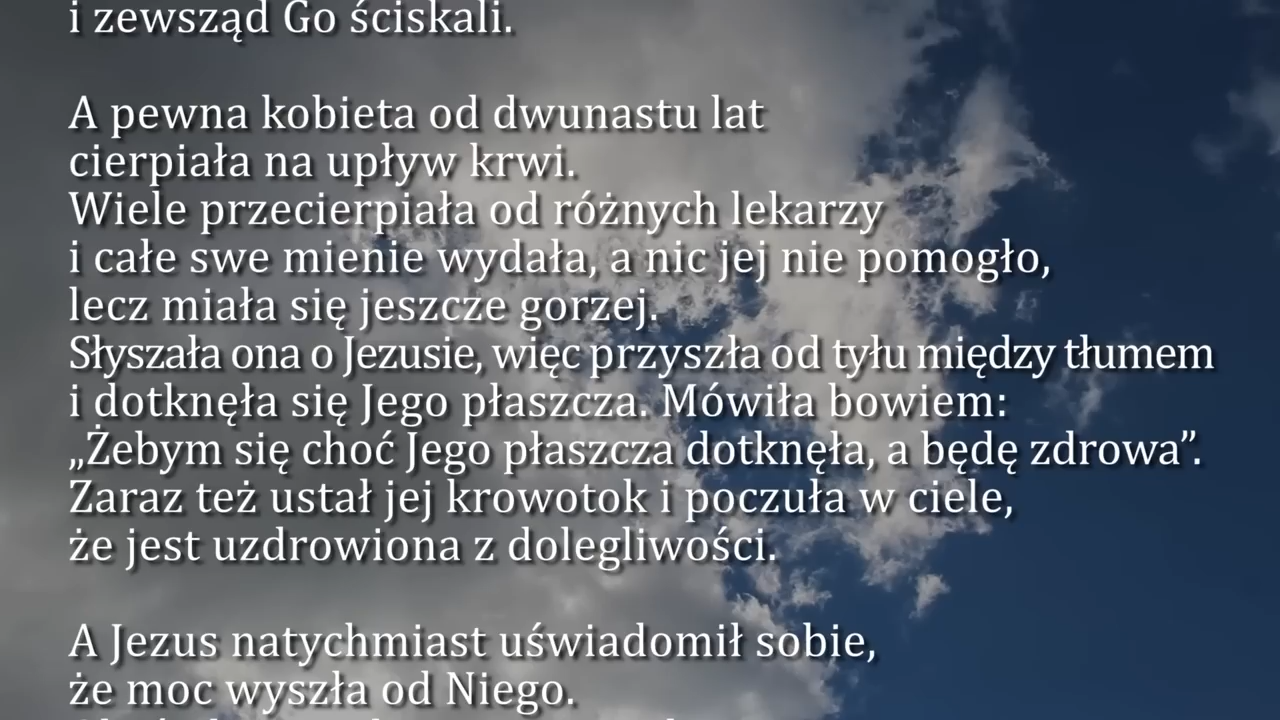 i zewsząd Go ściskali.
A pewna kobieta od dwunastu lat
cierpiała na upływ krwi.
Wiele przecierpiała od różnych lekarzy
i całe swe mienie wydała, a nic jej nie pomogło,
lecz miała się jeszcze gorzej.
Słyszała ona o Jezusie, więc przyszła od tyłu między tłumem
i dotknęła się Jego płaszcza. Mówiła bowiem:
„Żebym się choć Jego płaszcza dotknęła, a będę zdrowa”.
Zaraz też ustał jej krowotok i poczuła w ciele,
że jest uzdrowiona z dolegliwości.
A Jezus natychmiast uświadomił sobie,
że moc wyszła od Niego.